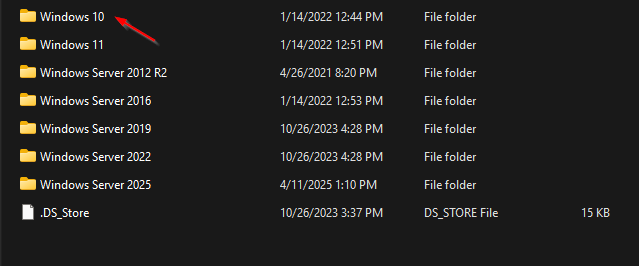 Windows 10 1/14/2022 12:44 PM File folder
Windows 11 1/14/2022 12:51 PM File folder
Windows Server 2012 R2 4/26/2021 8:20 PM File folder
Windows Server 2016 1/14/2022 12:53 PM File folder
Windows Server 2019 10/26/2023 4:28 PM File folder
Windows Server 2022 10/26/2023 4:28 PM File folder
Windows Server 2025 4/11/2025 1:10 PM File folder
.DS_Store 10/26/2023 3:37 PM DS_STORE File 15 KB